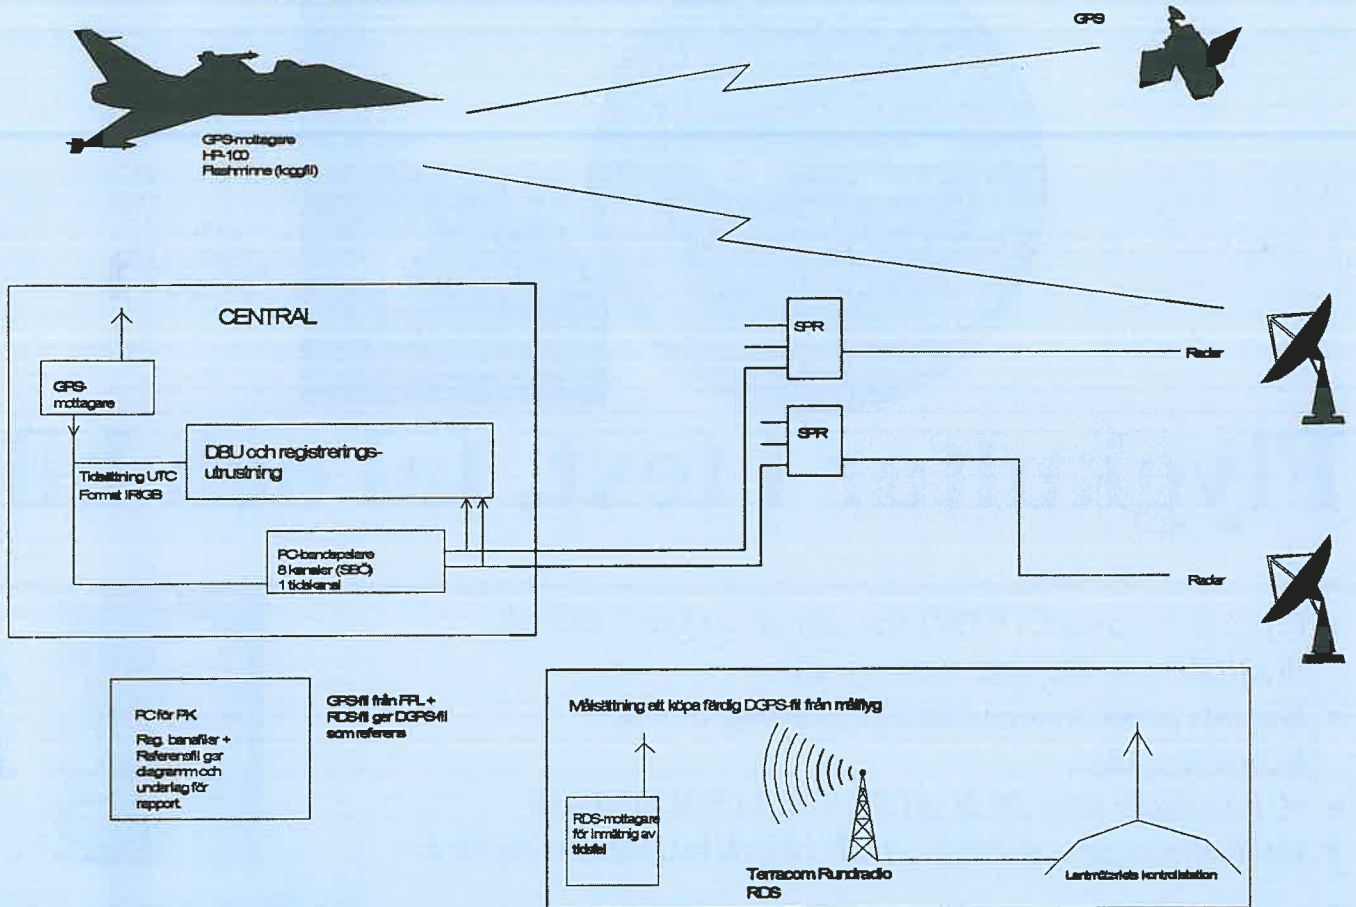 GPS
GPS-mottagare
HP-100
Flashminne (loggfil)
CENTRAL
GPS-
mottagare
DBU och registrerings-
utrustning
Tidsättning UTC
Format IRIGB
PC-bandspelare
8 kanaler (SBÖ)
1 tidskanal
SPR
Radar
SPR
Radar
PC för PK
Reg. banafiler +
Referensfil ger
diagramm och
underlag för
rapport.
GPS-fil från FPL +
RDS-fil ger DGPS-fil
som referens
Målsättning att köpa färdig DGPS-fil från målflyg
RDS-mottagare
för inmätnig av
tidsfel
Terracom Rundradio
RDS
Lantmäteriets kontrollstation